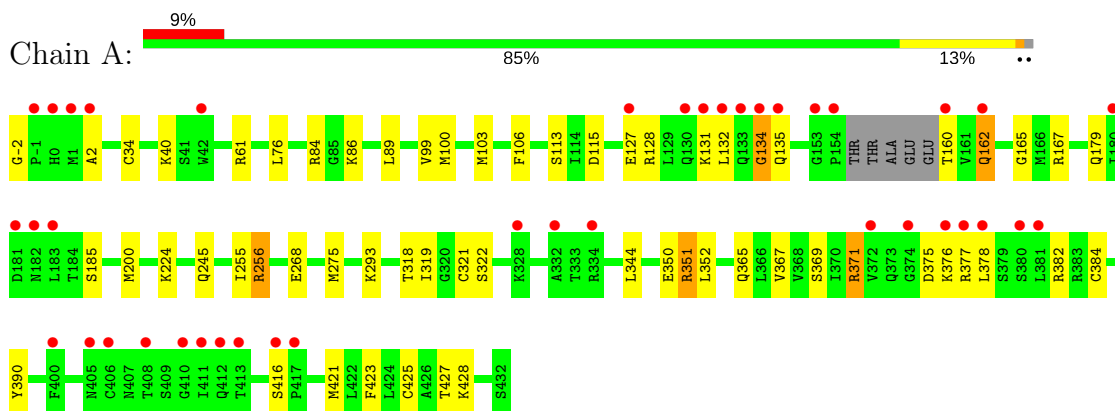 9%
Chain A:
85% 13% ••
G-2 P-1 H0 M1 A2 C34 K40 S41 W42 R61 L76 R84 G85 K86 L89 V99 M100 M103 F106 S113 I114 D115 E127 R128 L129 Q130 K131 L132 Q133 G134 Q135 G153 P154 THR THR ALA GLU GLU T160 V161 Q162 G165 M166 R167 Q179 I180
D181 N182 L183 T184 S185 M200 K224 Q245 I255 R256 E268 M275 K293 T318 I319 G320 C321 S322 K328 A332 T333 R334 L344 E350 R351 L352 Q365 L366 V367 V368 S369 I370 R371 V372 Q373 G374 D375 K376 R377 L378 S379 S380 L381 R382 R383 C384
Y390 F400 N405 C406 N407 T408 S409 G410 I411 Q412 T413 S416 P417 M421 L422 F423 L424 C425 A426 T427 K428 S432